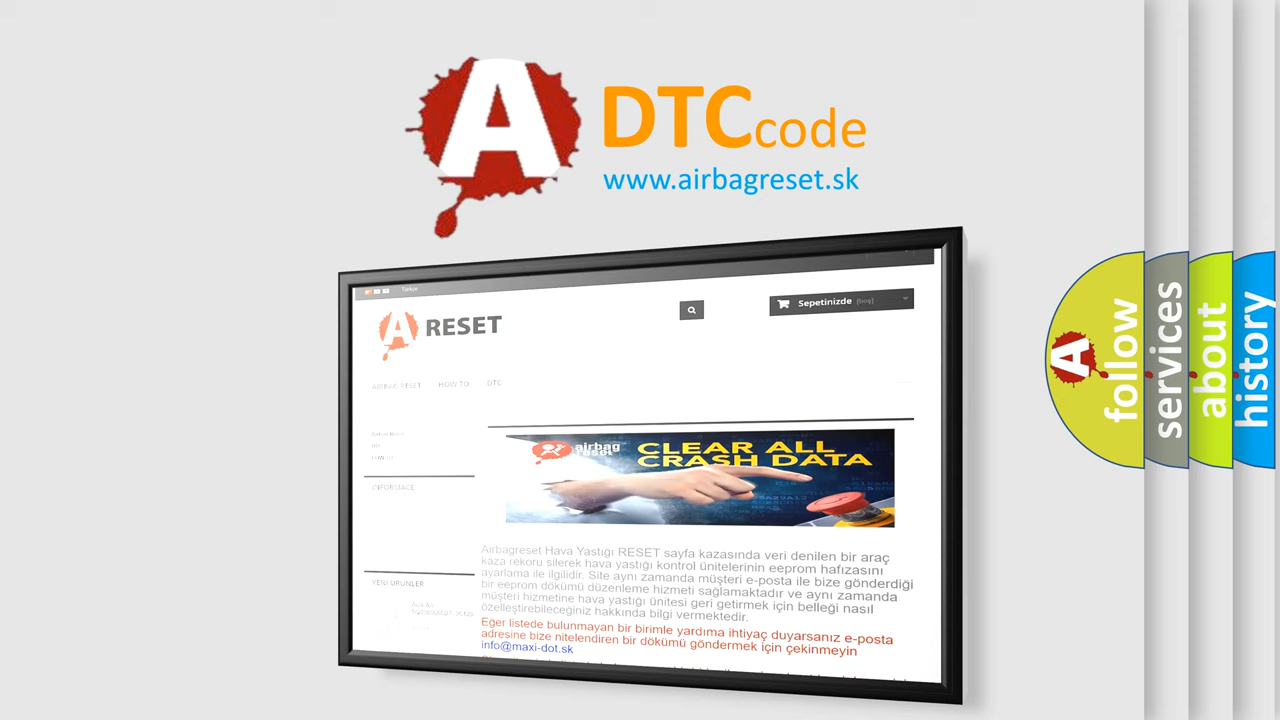 A DTCcode
www.airbagreset.sk
Türkçe
A RESET
Sepetinizde [boş]
AIRBAG RESET HOW TO DTC
airbag
reset
CLEAR ALL
CRASH DATA
INFORMACE
Airbagreset Hava Yastığı RESET sayfa kazasında veri denilen bir araç
kaza rekoru silerek hava yastığı kontrol ünitelerinin eeprom hafızasını
ayarlama ile ilgilidir. Site aynı zamanda müşteri e-posta ile bize gönderdiği
bir eeprom dökümü düzenleme hizmeti sağlamaktadır ve aynı zamanda
müşteri hizmetine hava yastığı ünitesi geri getirmek için belleği nasıl
özelleştirebileceğiniz hakkında bilgi vermektedir.
Eğer listede bulunmayan bir birimle yardıma ihtiyaç duyarsanız e-posta
adresine bize nitelendiren bir dökümü göndermek için çekinmeyin
info@maxi-dot.sk
YENI ÜRÜNLER
A follow
services
about
history